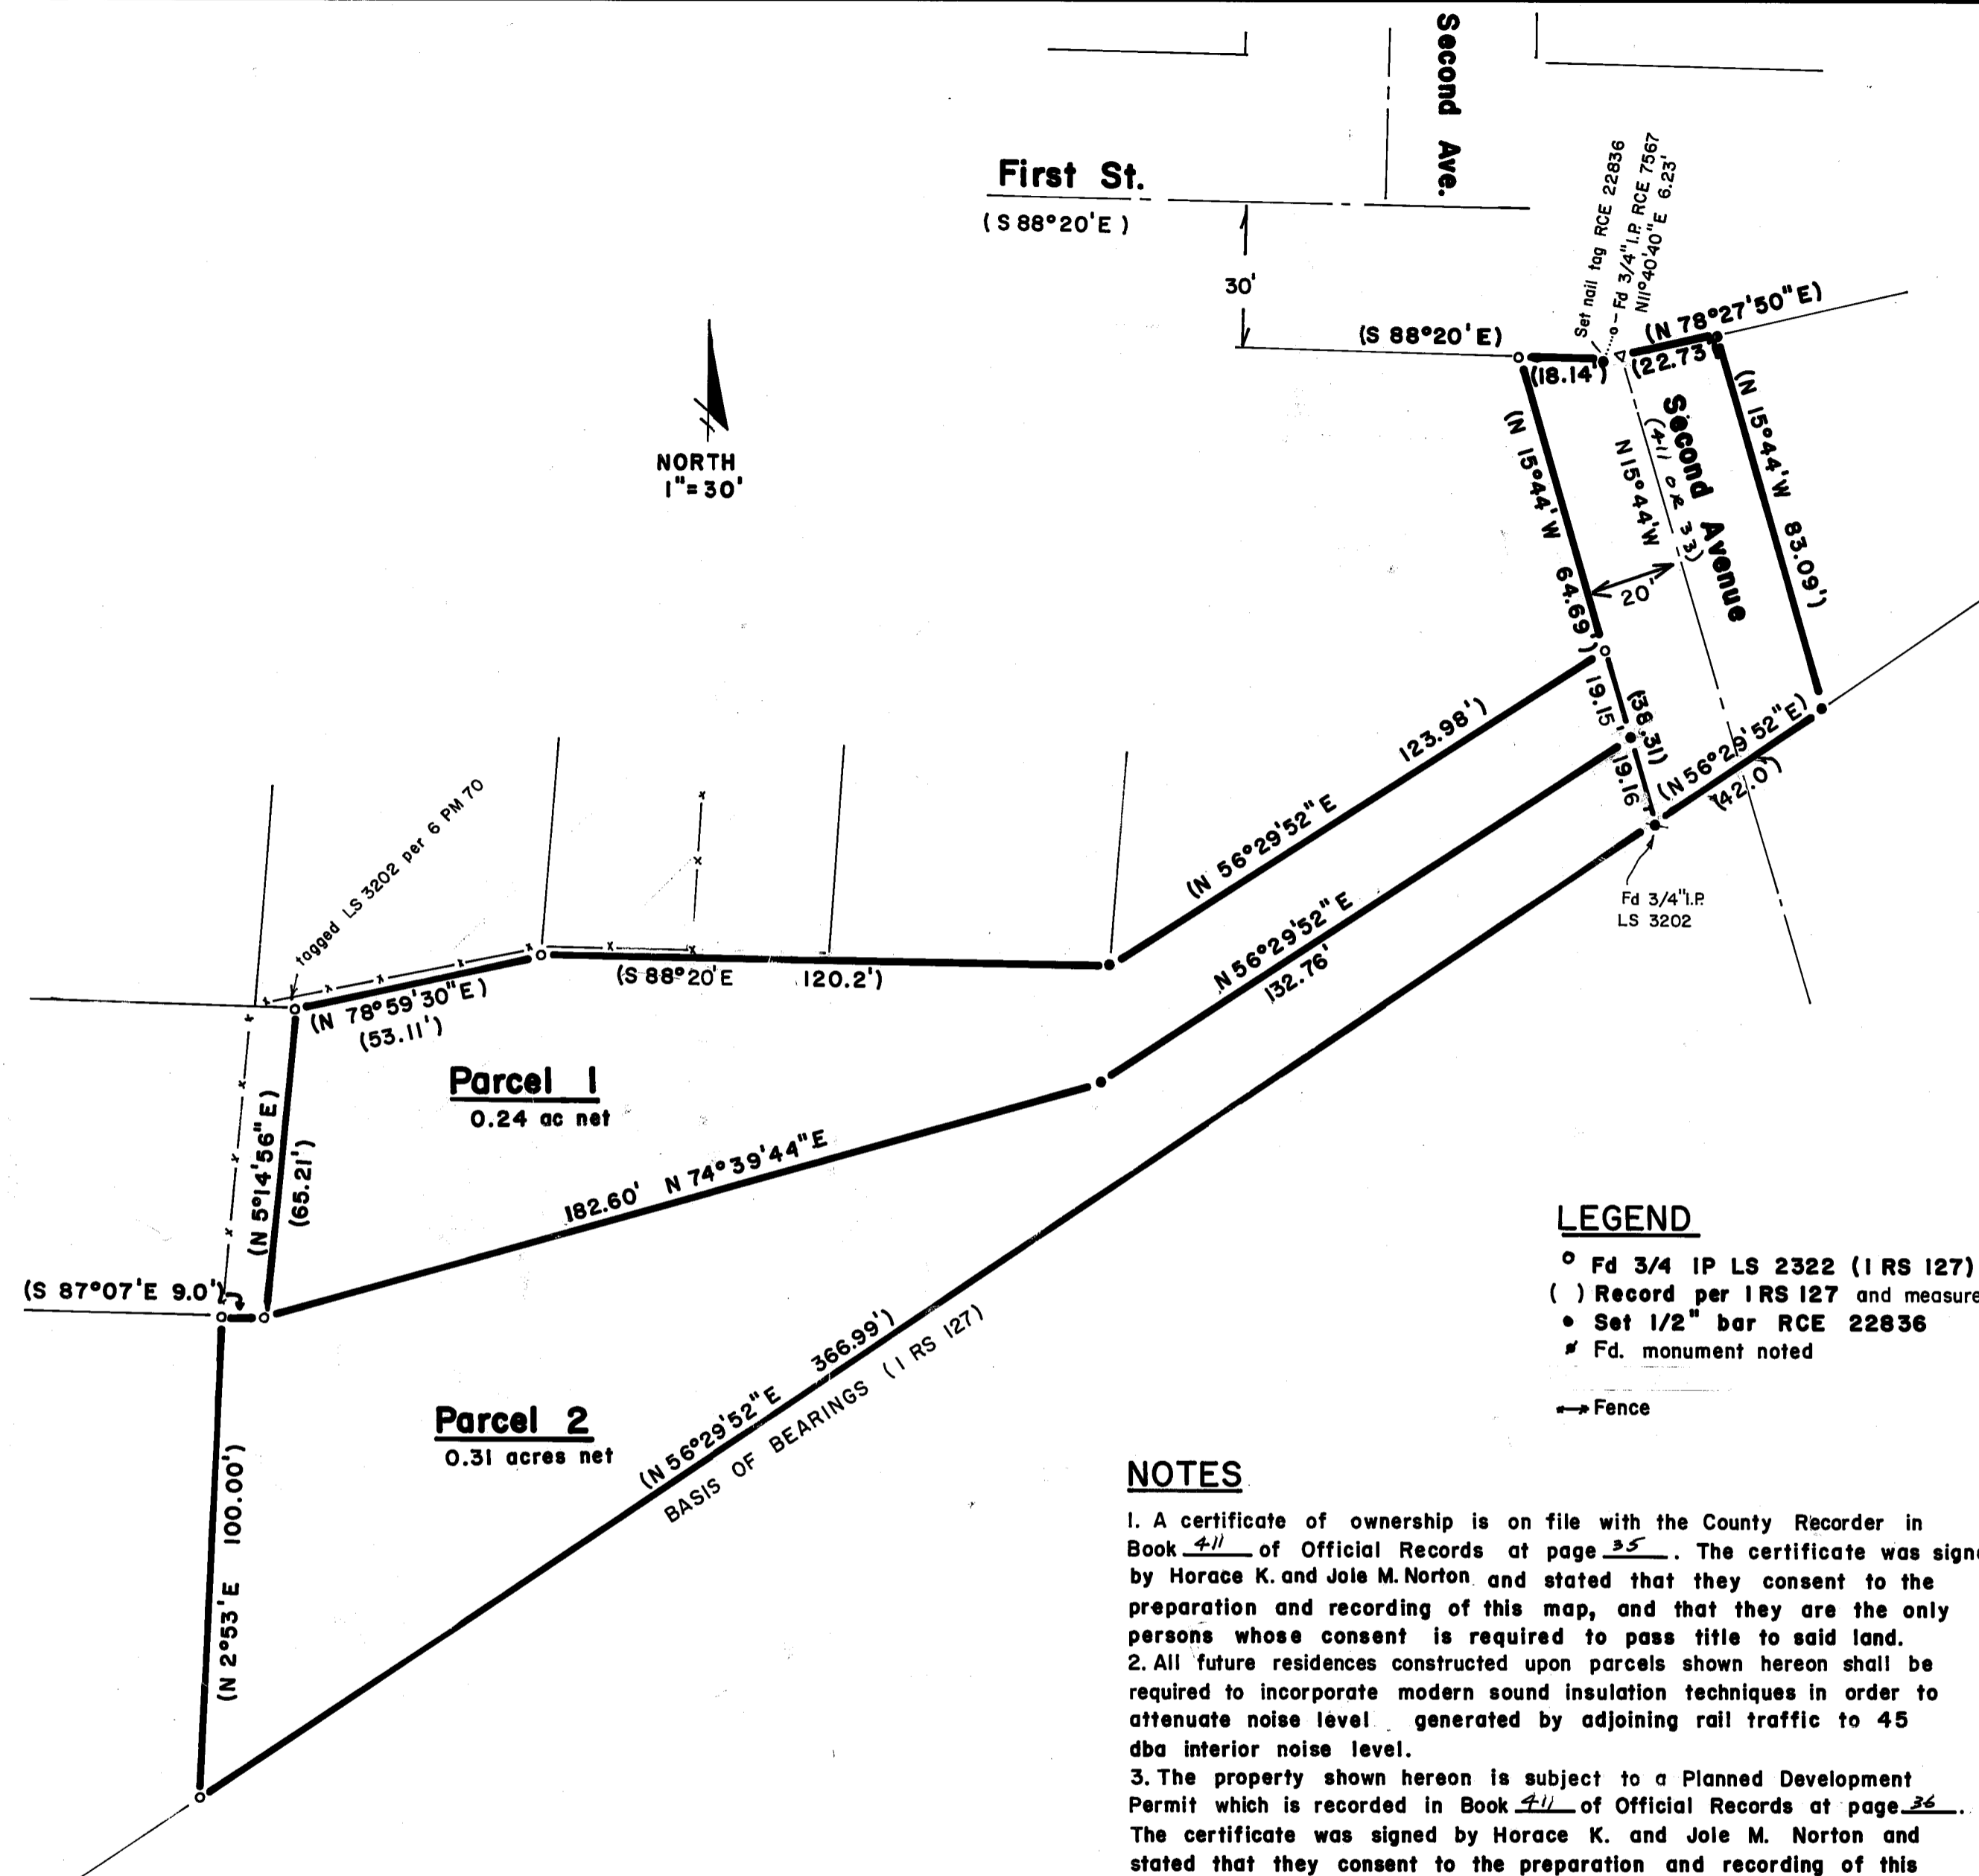 Second Ave.
First St.
(S 88°20'E)
30'
Set nail tag RCE 22836
Fd 3/4" I.P. RCE 7567
N11°40'40"E 6.23'
(S 88°20'E)
(18.14')
(N 78°27'50"E)
(22.73')
NORTH
1"=30'
(N 15°44'W 64.69')
Second Avenue
(411 OR 33)
N15°44'W
(N 15°44'W 83.09')
20'
19.15'
(38.31)
19.16'
(N 56°29'52"E)
(42.0')
Fd 3/4" I.P.
LS 3202
(N 56°29'52"E 123.98')
N 56°29'52"E
132.76'
tagged LS 3202 per 6 PM 70
(N 78°59'30"E)
(53.11')
(S 88°20'E 120.2')
Parcel 1
0.24 ac net
(N 5°14'56"E)
(65.21')
182.60' N 74°39'44"E
(S 87°07'E 9.0')
(N 56°29'52"E 366.99')
BASIS OF BEARINGS (1 RS 127)
Parcel 2
0.31 acres net
(N 2°53'E 100.00')
LEGEND
Fd 3/4 IP LS 2322 (1 RS 127)
( ) Record per 1 RS 127 and measure
Set 1/2" bar RCE 22836
Fd. monument noted
Fence
NOTES
1. A certificate of ownership is on file with the County Recorder in
Book 411 of Official Records at page 35. The certificate was signe
by Horace K. and Jole M. Norton and stated that they consent to the
preparation and recording of this map, and that they are the only
persons whose consent is required to pass title to said land.
2. All future residences constructed upon parcels shown hereon shall be
required to incorporate modern sound insulation techniques in order to
attenuate noise level generated by adjoining rail traffic to 45
dba interior noise level.
3. The property shown hereon is subject to a Planned Development
Permit which is recorded in Book 411 of Official Records at page 36.
The certificate was signed by Horace K. and Jole M. Norton and
stated that they consent to the preparation and recording of this